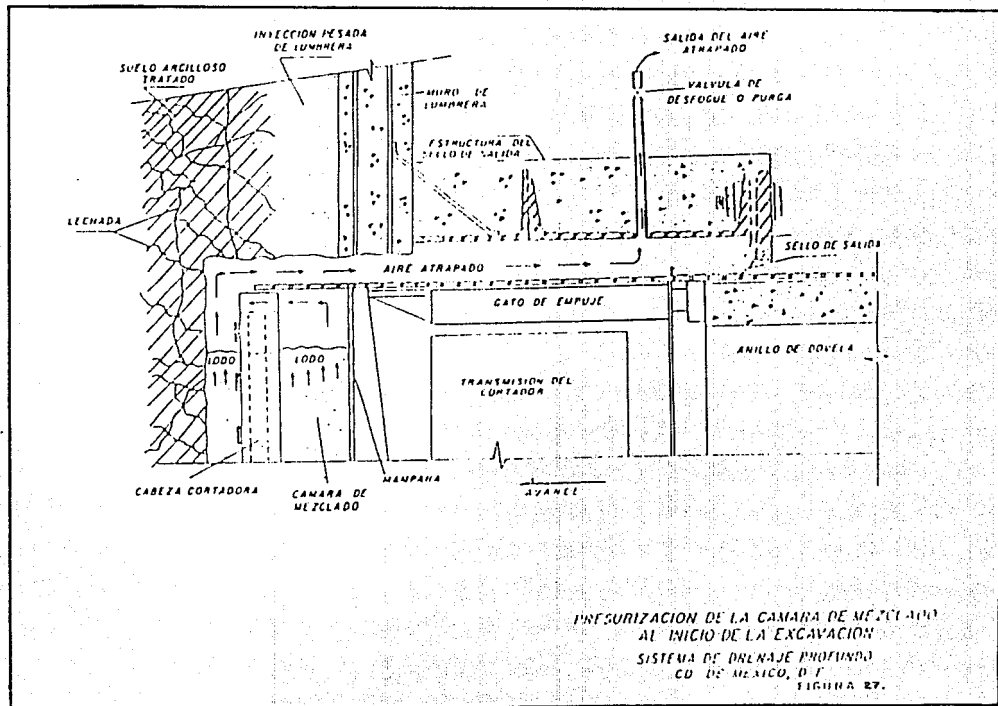 INYECCIÓN PESADA
DE LUMBRERA
SUELO ARCILLOSO
TRATADO
MURO DE
LUMBRERA
SALIDA DEL AIRE
ATRAPADO
VALVULA DE
DESFOGUE O PURGA
ESTRUCTURA DEL
SELLO DE SALIDA
LECHADA
AIRE ATRAPADO
SELLO DE SALIDA
GATO DE EMPUJE
LODO
LODO
ANILLO DE DOVELA
TRANSMISION DEL
CORTADOR
CABEZA CORTADORA
CAMARA DE
MEZCLADO
MAMPARA
AVANCE
PRESURIZACION DE LA CAMARA DE MEZCLADO
AL INICIO DE LA EXCAVACION
SISTEMA DE DRENAJE PROFUNDO
CD DE MEXICO, D F
FIGURA 27.